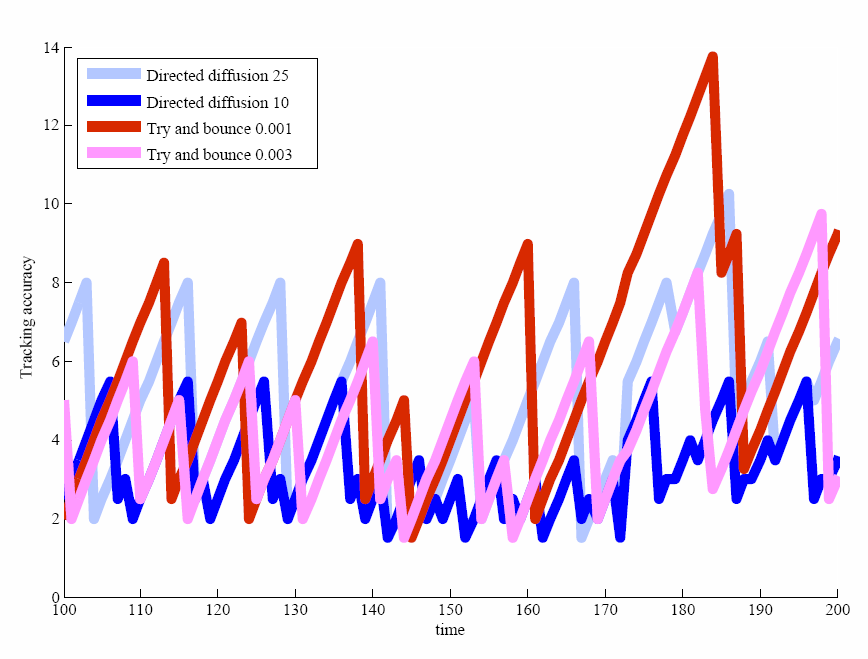 14
Directed diffusion 25
Directed diffusion 10
Try and bounce 0.001
Try and bounce 0.003
12
10
8
6
4
2
0
Tracking accuracy
100 110 120 130 140 150 160 170 180 190 200
time